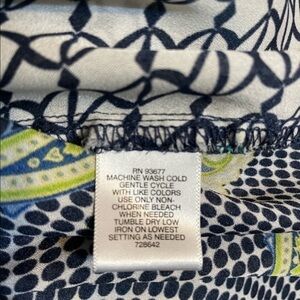 RN 93677
MACHINE WASH COLD
GENTLE CYCLE
WITH LIKE COLORS
USE ONLY NON-
CHLORINE BLEACH
WHEN NEEDED
TUMBLE DRY LOW
IRON ON LOWEST
SETTING AS NEEDED
728642